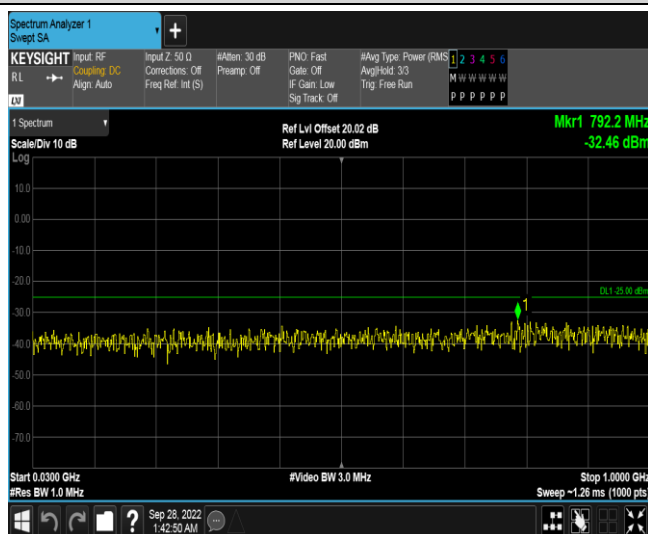 Spectrum Analyzer 1
Swept SA
+
KEYSIGHT
RL
LXI
Input: RF
Coupling: DC
Align: Auto
Input Z: 50 Ω
Corrections: Off
Freq Ref: Int (S)
#Atten: 30 dB
Preamp: Off
PNO: Fast
Gate: Off
IF Gain: Low
Sig Track: Off
#Avg Type: Power (RMS
Avg|Hold: 3/3
Trig: Free Run
1 2 3 4 5 6
M W W W W W
P P P P P P
1 Spectrum
Scale/Div 10 dB
Log
Ref Lvl Offset 20.02 dB
Ref Level 20.00 dBm
Mkr1 792.2 MHz
-32.46 dBm
10.0
0.00
-10.0
-20.0
-30.0
-40.0
-50.0
-60.0
-70.0
DL1 -25.00 dBm
1
Start 0.0300 GHz
#Res BW 1.0 MHz
#Video BW 3.0 MHz
Stop 1.0000 GHz
Sweep ~1.26 ms (1000 pts)
?
Sep 28, 2022
1:42:50 AM